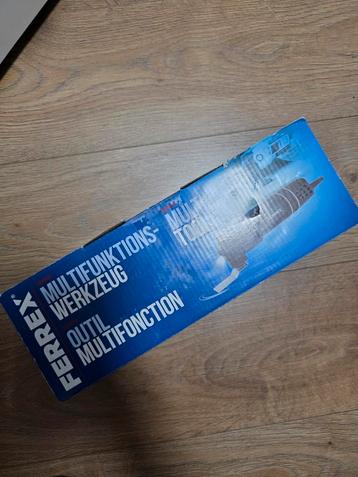 FERREX®
MULTIFUNKTIONS-
WERKZEUG
OUTIL
MULTIFONCTION